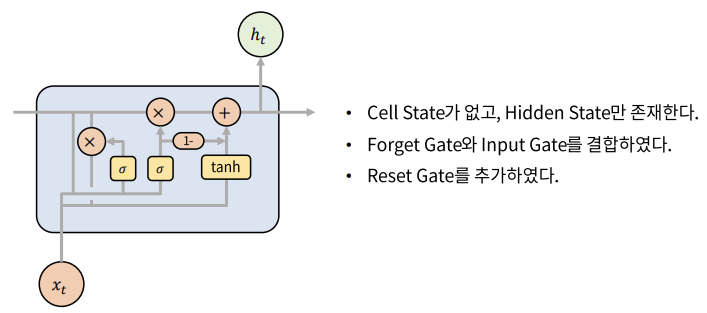 h_t
× +
× 1-
σ σ tanh
x_t
• Cell State가 없고, Hidden State만 존재한다.
• Forget Gate와 Input Gate를 결합하였다.
• Reset Gate를 추가하였다.